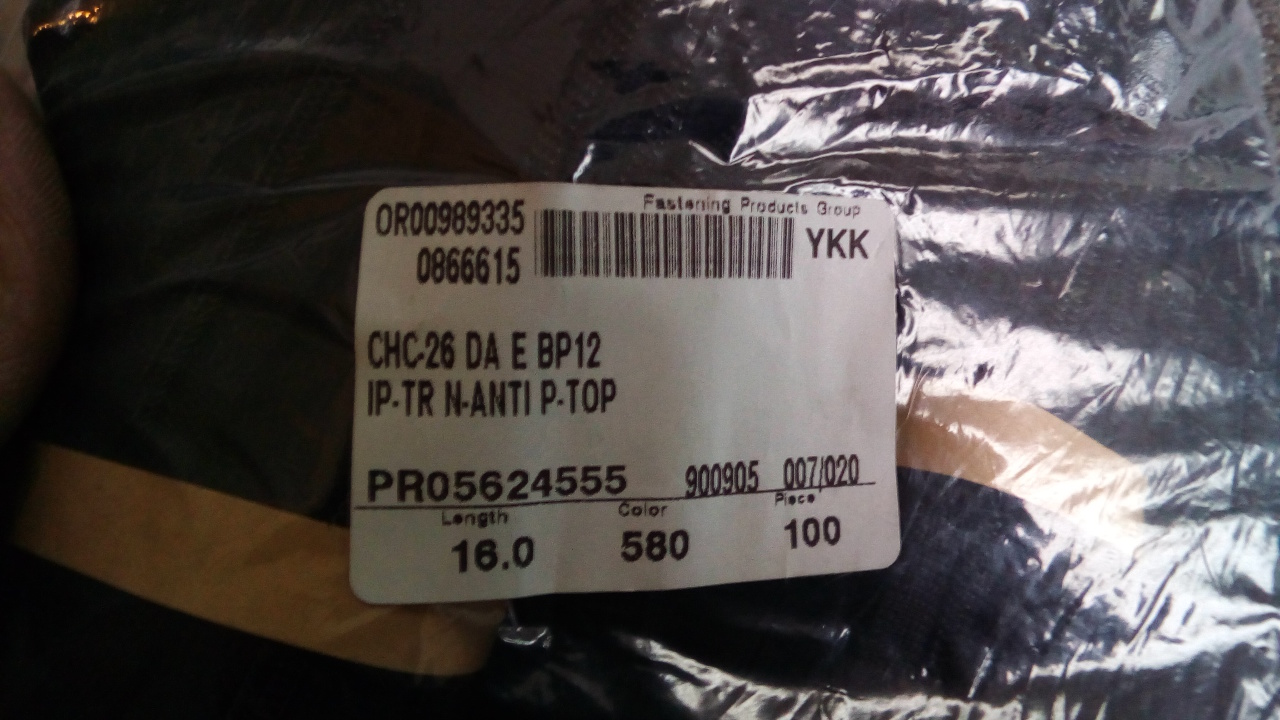 Fastening Products Group
OR00989335
YKK
0866615
CHC-26 DA E BP12
IP-TR N-ANTI P-TOP
PR05624555 900905 007/020
Length Color Piece
16.0 580 100